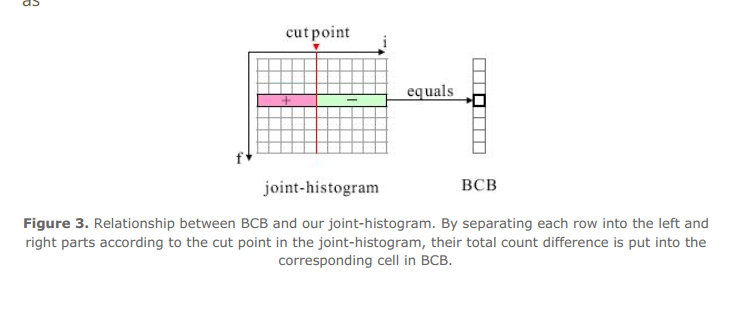 as
cut point
i
equals
+
−
f
joint-histogram
BCB
Figure 3. Relationship between BCB and our joint-histogram. By separating each row into the left and
right parts according to the cut point in the joint-histogram, their total count difference is put into the
corresponding cell in BCB.